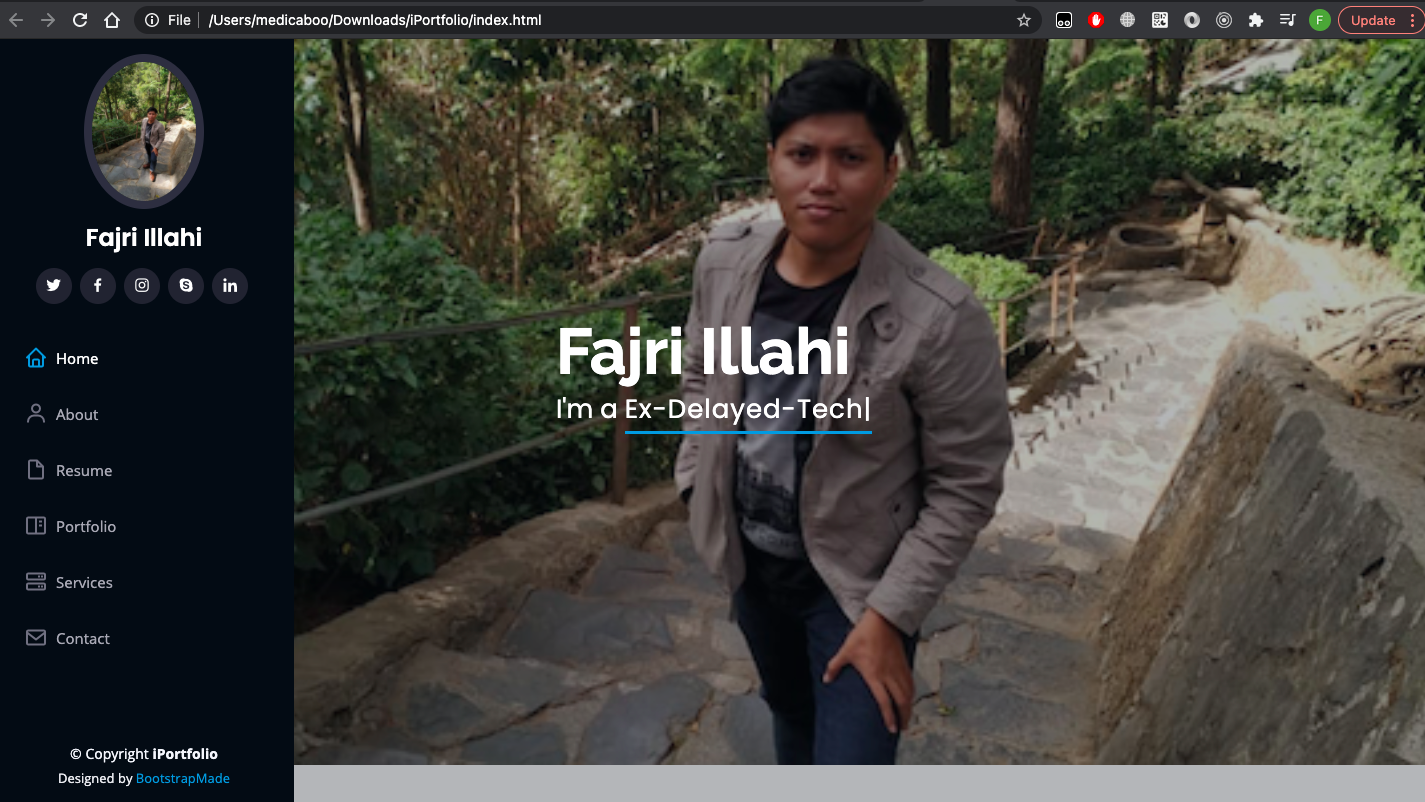 File
/Users/medicaboo/Downloads/iPortfolio/index.html
F
Update
Fajri Illahi
Home
About
Resume
Portfolio
Services
Contact
© Copyright iPortfolio
Designed by BootstrapMade
Fajri Illahi
I'm a Ex-Delayed-Tech|